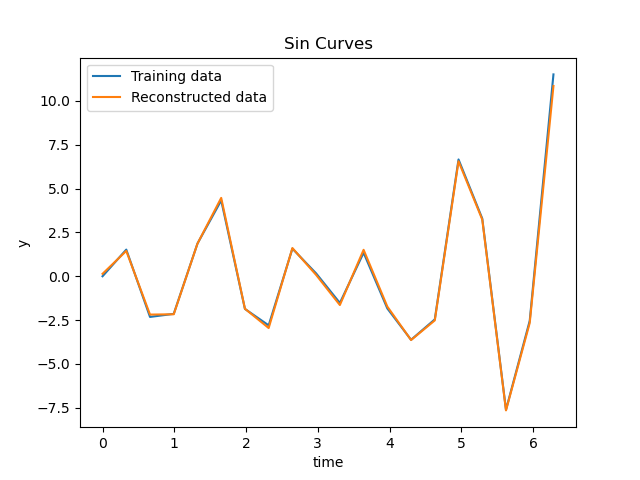 Sin Curves
Training data
Reconstructed data
10.0
7.5
5.0
2.5
0.0
−2.5
−5.0
−7.5
y
0 1 2 3 4 5 6
time